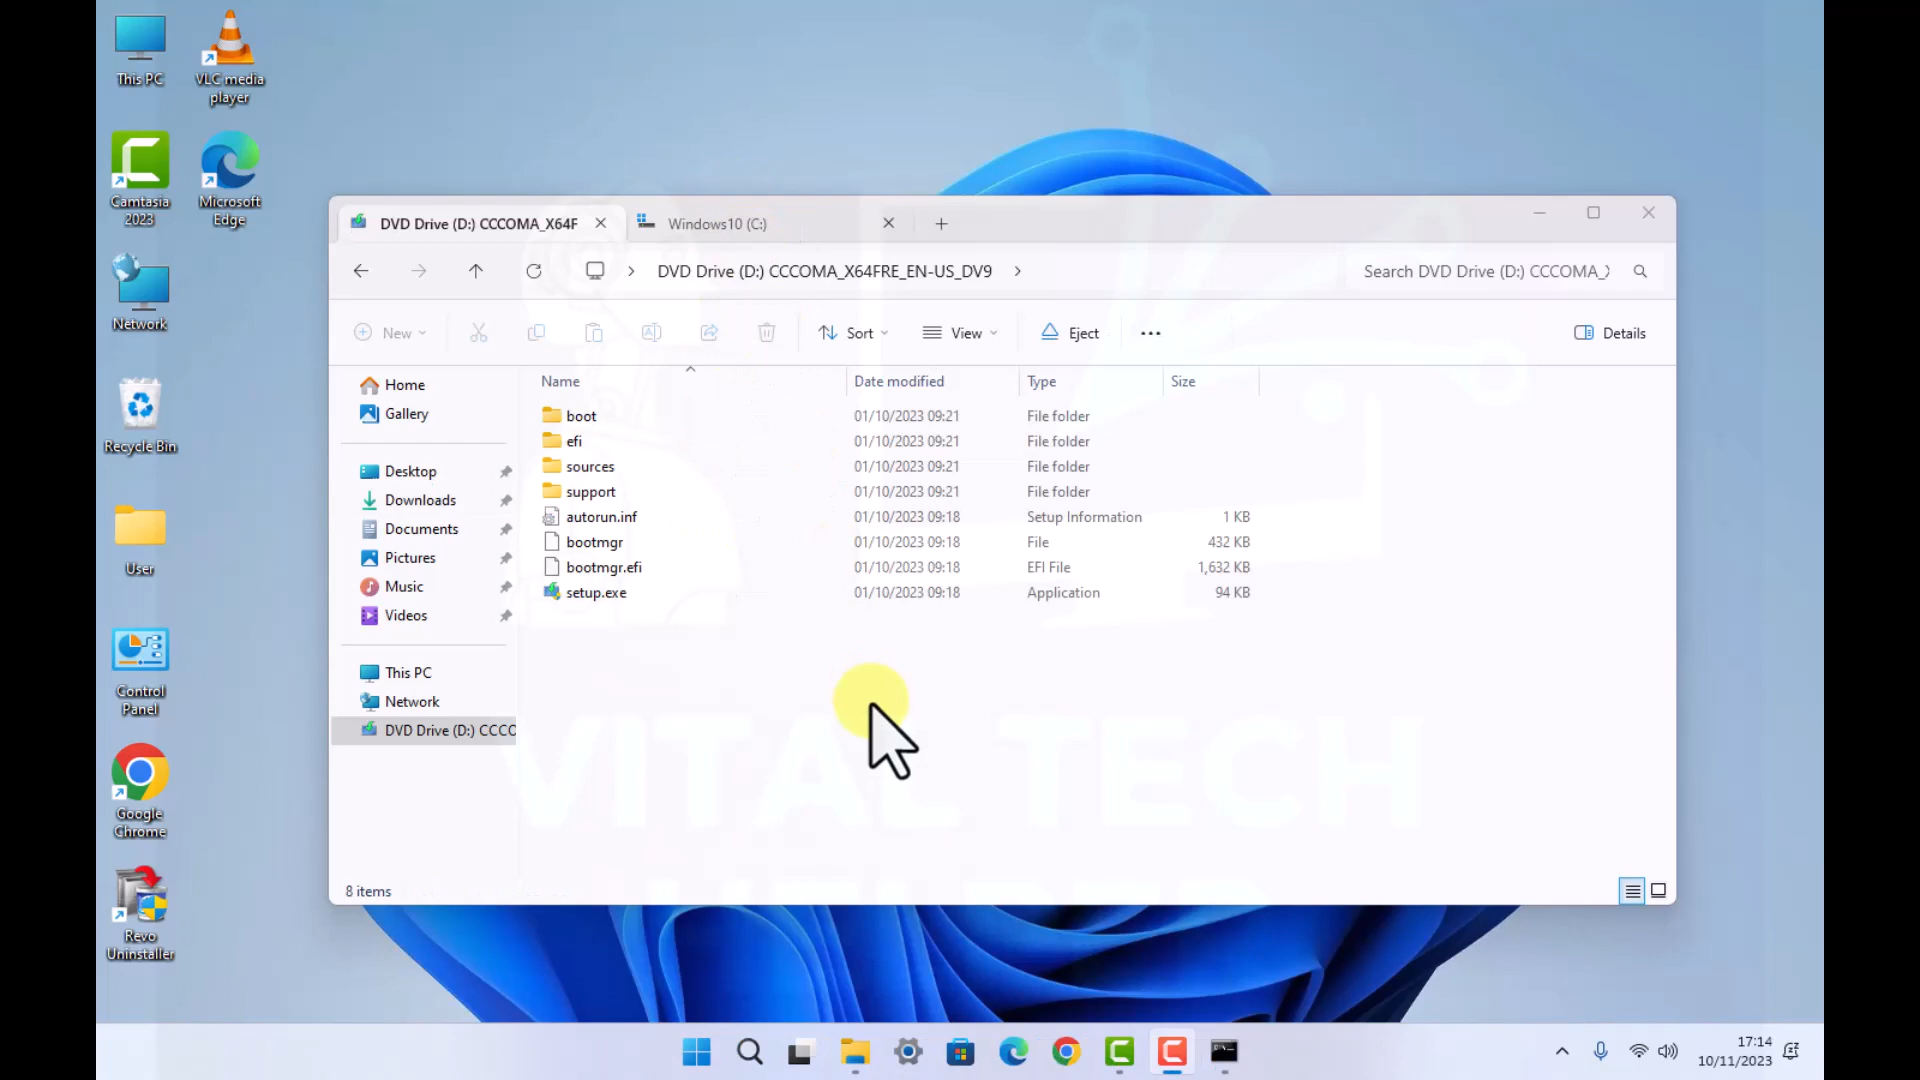 This PC
VLC media
player
Camtasia
2023
Microsoft
Edge
Network
Recycle Bin
User
Control
Panel
Google
Chrome
Revo
Uninstaller
DVD Drive (D:) CCCOMA_X64F
Windows10 (C:)
DVD Drive (D:) CCCOMA_X64FRE_EN-US_DV9
Search DVD Drive (D:) CCCOMA_X
New
Sort
View
Eject
Details
Home
Gallery
Desktop
Downloads
Documents
Pictures
Music
Videos
This PC
Network
DVD Drive (D:) CCCO
Name Date modified Type Size
boot 01/10/2023 09:21 File folder
efi 01/10/2023 09:21 File folder
sources 01/10/2023 09:21 File folder
support 01/10/2023 09:21 File folder
autorun.inf 01/10/2023 09:18 Setup Information 1 KB
bootmgr 01/10/2023 09:18 File 432 KB
bootmgr.efi 01/10/2023 09:18 EFI File 1,632 KB
setup.exe 01/10/2023 09:18 Application 94 KB
VITAL TECH
8 items
17:14
10/11/2023